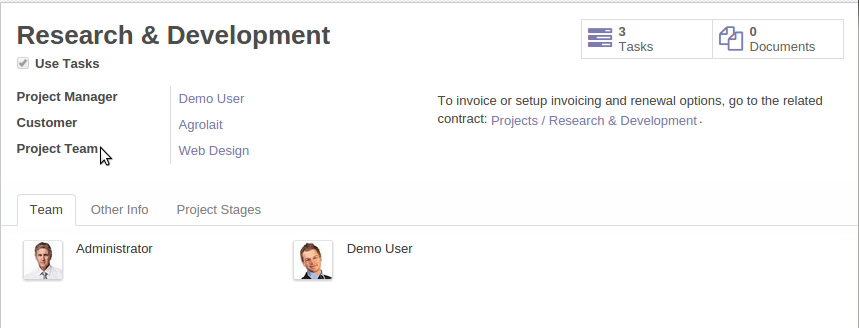 Research & Development
3
Tasks
0
Documents
Use Tasks
Project Manager Demo User
Customer Agrolait
Project Team Web Design
To invoice or setup invoicing and renewal options, go to the related
contract: Projects / Research & Development .
Team Other Info Project Stages
Administrator Demo User